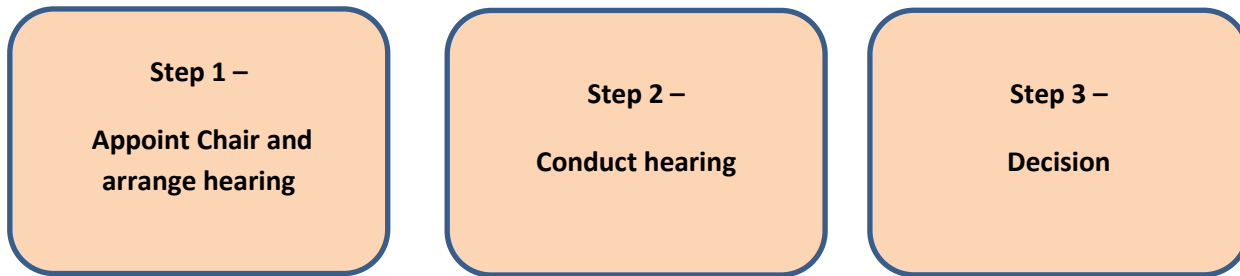 Step 1 –
Appoint Chair and
arrange hearing
Step 2 –
Conduct hearing
Step 3 –
Decision